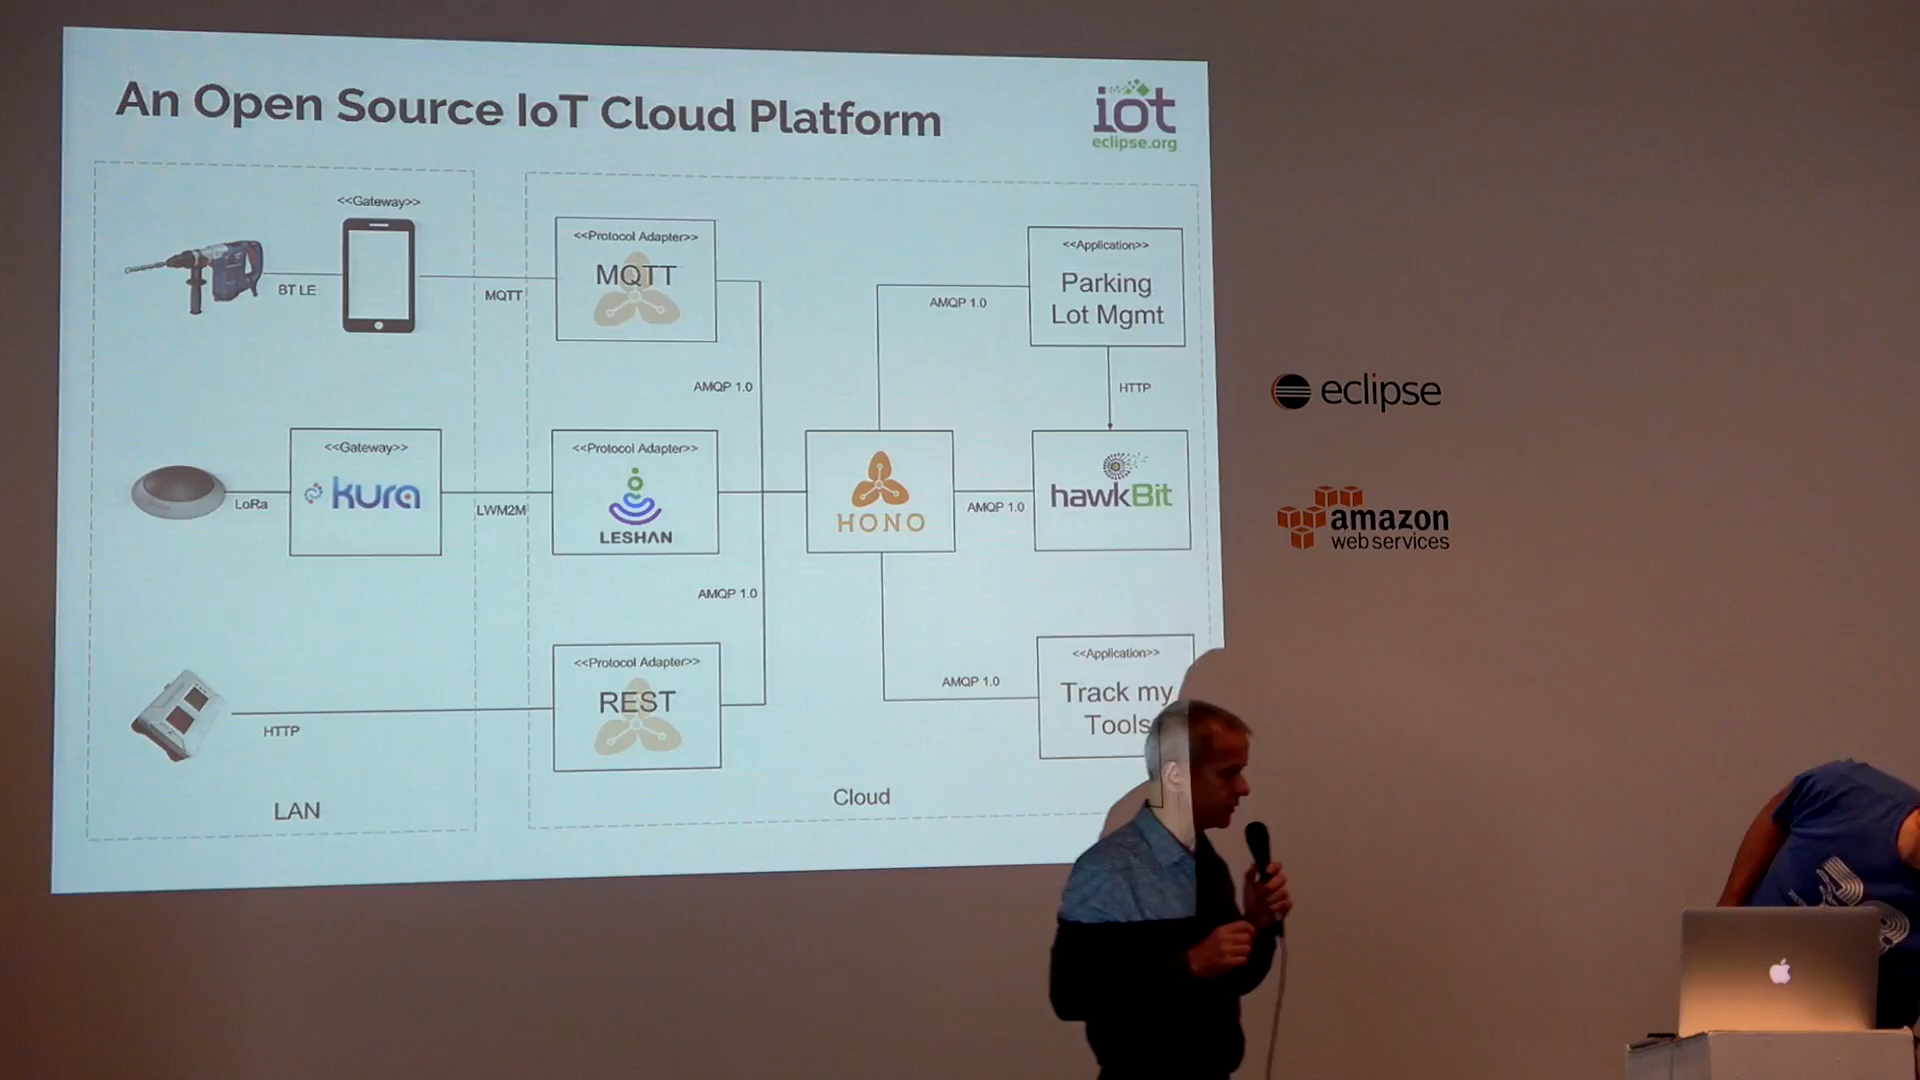 An Open Source IoT Cloud Platform
iot
eclipse.org
<<Gateway>>
BT LE
MQTT
<<Protocol Adapter>>
MQTT
AMQP 1.0
AMQP 1.0
<<Application>>
Parking
Lot Mgmt
HTTP
LoRa
<<Gateway>>
kura
LWM2M
<<Protocol Adapter>>
LESHAN
HONO
AMQP 1.0
hawkBit
AMQP 1.0
HTTP
<<Protocol Adapter>>
REST
AMQP 1.0
<<Application>>
Track my
Tools
LAN
Cloud
eclipse
amazon
webservices